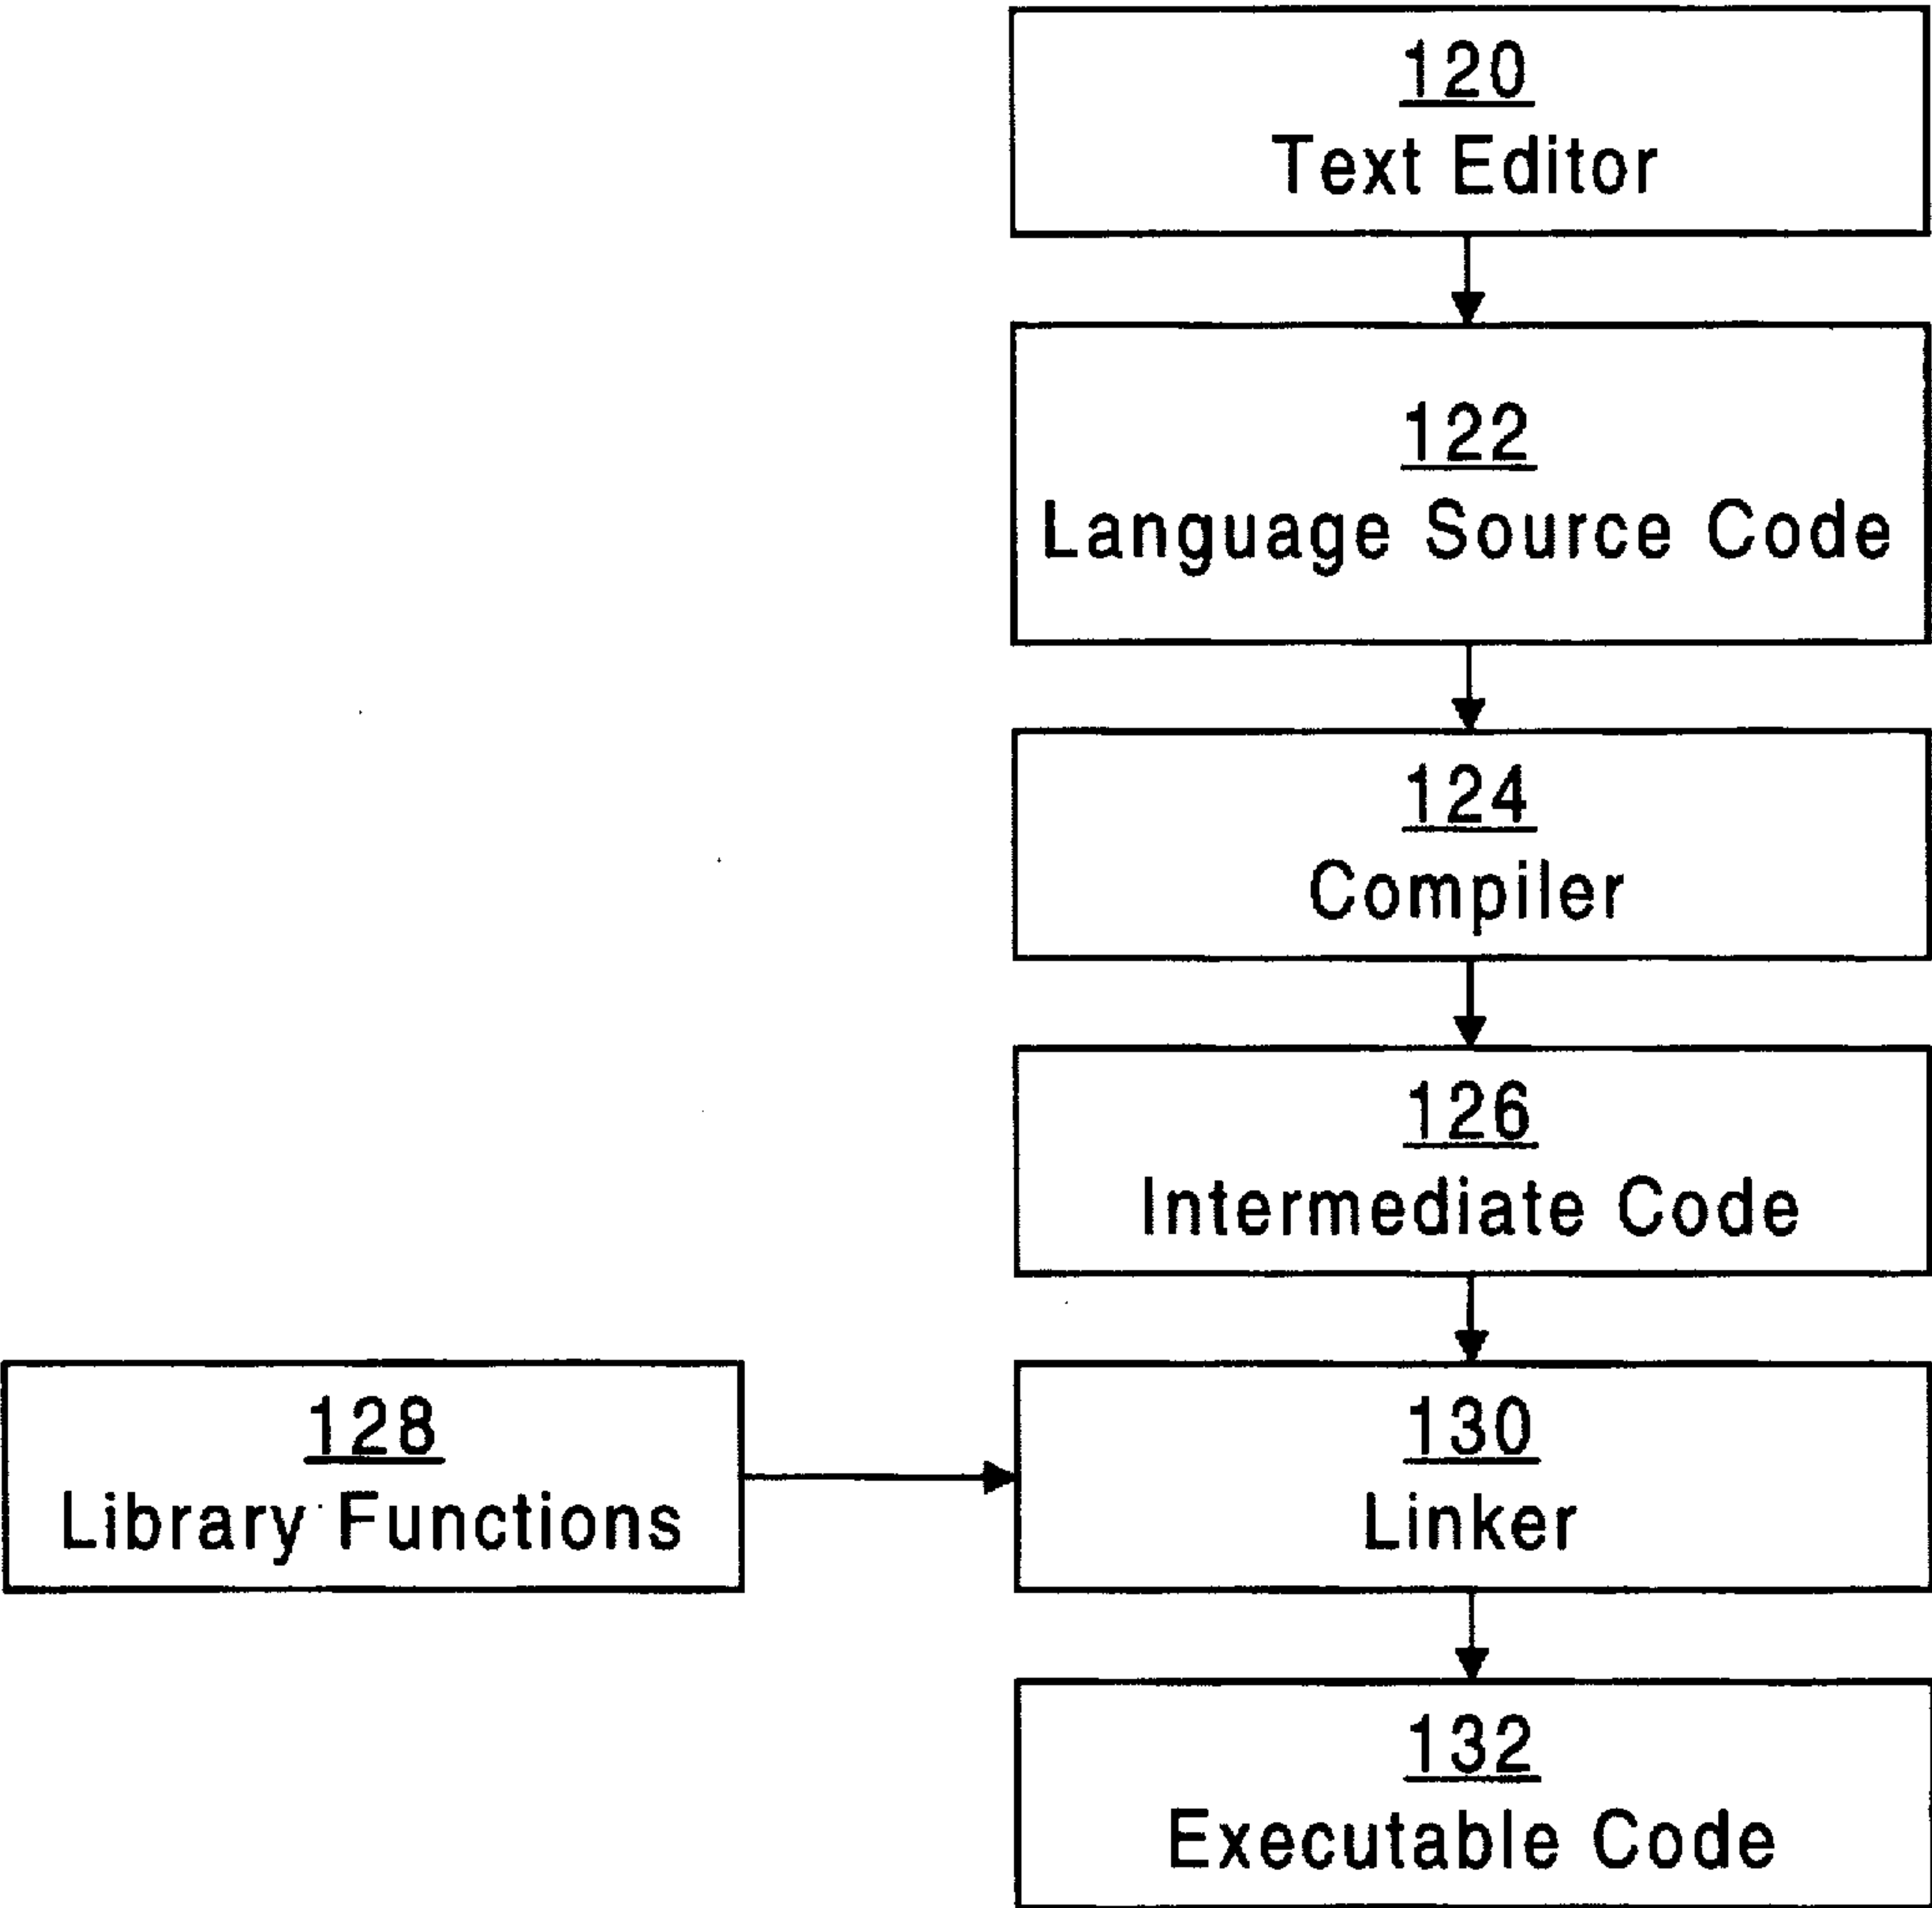 120
Text Editor
122
Language Source Code
124
Compiler
126
Intermediate Code
128
Library Functions
130
Linker
132
Executable Code